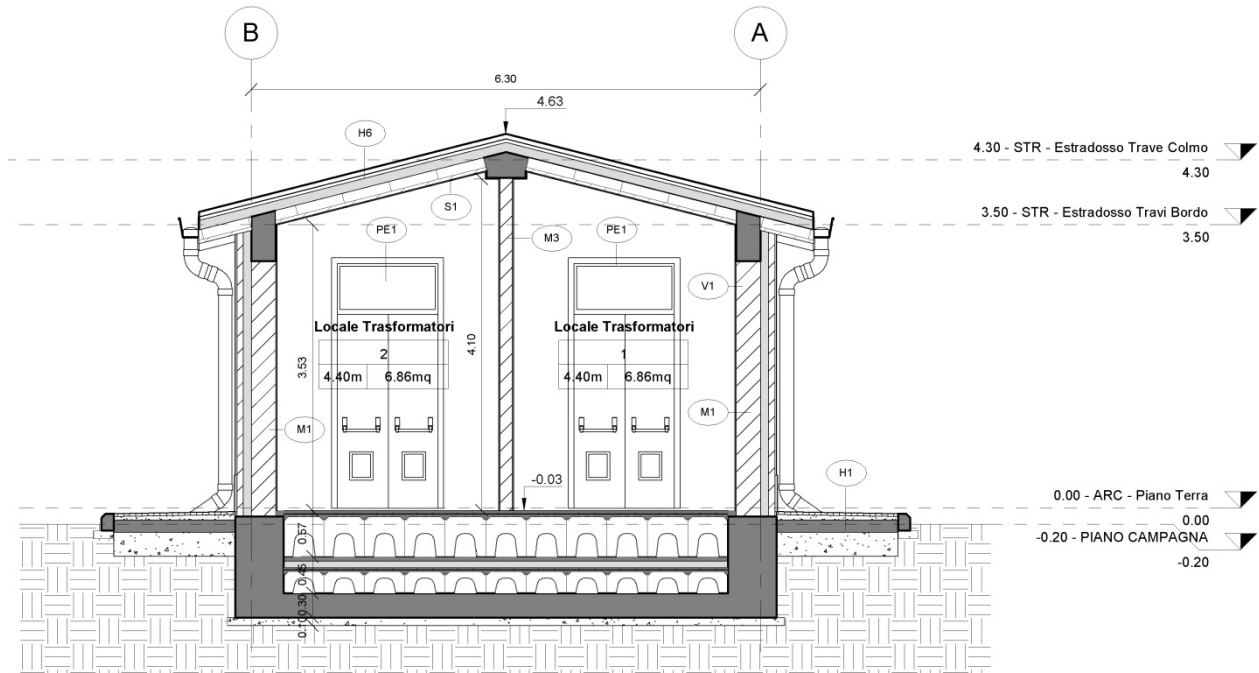 B
A
6.30
4.63
H6
4.30 - STR - Estradosso Trave Colmo
4.30
S1
3.50 - STR - Estradosso Travi Bordo
3.50
PE1
M3
PE1
V1
Locale Trasformatori
2
4.40m
6.86mq
Locale Trasformatori
1
4.40m
6.86mq
3.53
4.10
M1
M1
H1
-0.03
0.00 - ARC - Piano Terra
0.00
-0.20 - PIANO CAMPAGNA
-0.20
0.57
0.45
0.30
0.10